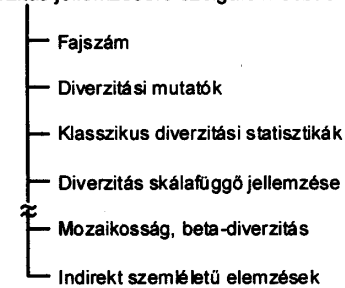 Fajszám
Diverzitási mutatók
Klasszikus diverzitási statisztikák
Diverzitás skálafüggő jellemzése
Mozaikosság, beta-diverzitás
Indirekt szemléletű elemzések